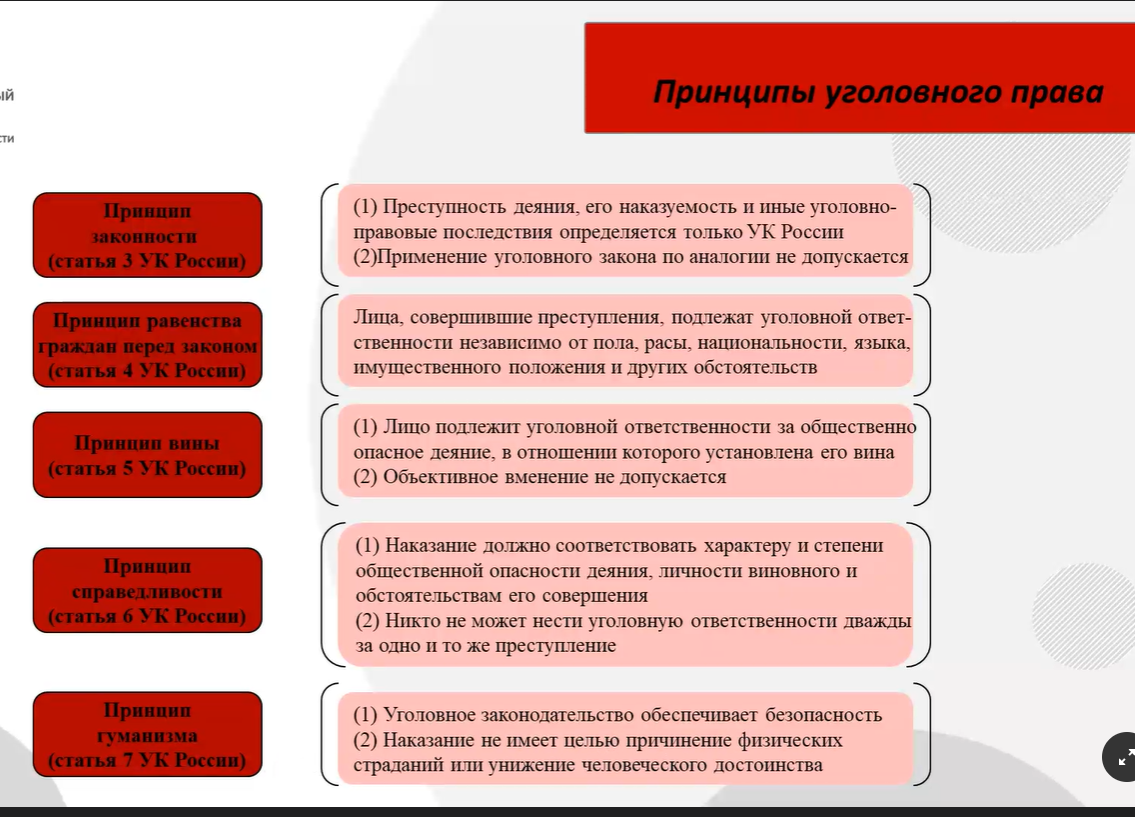 Принципы уголовного права
ый
сти
Принцип
законности
(статья 3 УК России)
(1) Преступность деяния, его наказуемость и иные уголовно-
правовые последствия определяется только УК России
(2)Применение уголовного закона по аналогии не допускается
Принцип равенства
граждан перед законом
(статья 4 УК России)
Лица, совершившие преступления, подлежат уголовной ответ-
ственности независимо от пола, расы, национальности, языка,
имущественного положения и других обстоятельств
Принцип вины
(статья 5 УК России)
(1) Лицо подлежит уголовной ответственности за общественно
опасное деяние, в отношении которого установлена его вина
(2) Объективное вменение не допускается
Принцип
справедливости
(статья 6 УК России)
(1) Наказание должно соответствовать характеру и степени
общественной опасности деяния, личности виновного и
обстоятельствам его совершения
(2) Никто не может нести уголовную ответственности дважды
за одно и то же преступление
Принцип
гуманизма
(статья 7 УК России)
(1) Уголовное законодательство обеспечивает безопасность
(2) Наказание не имеет целью причинение физических
страданий или унижение человеческого достоинства